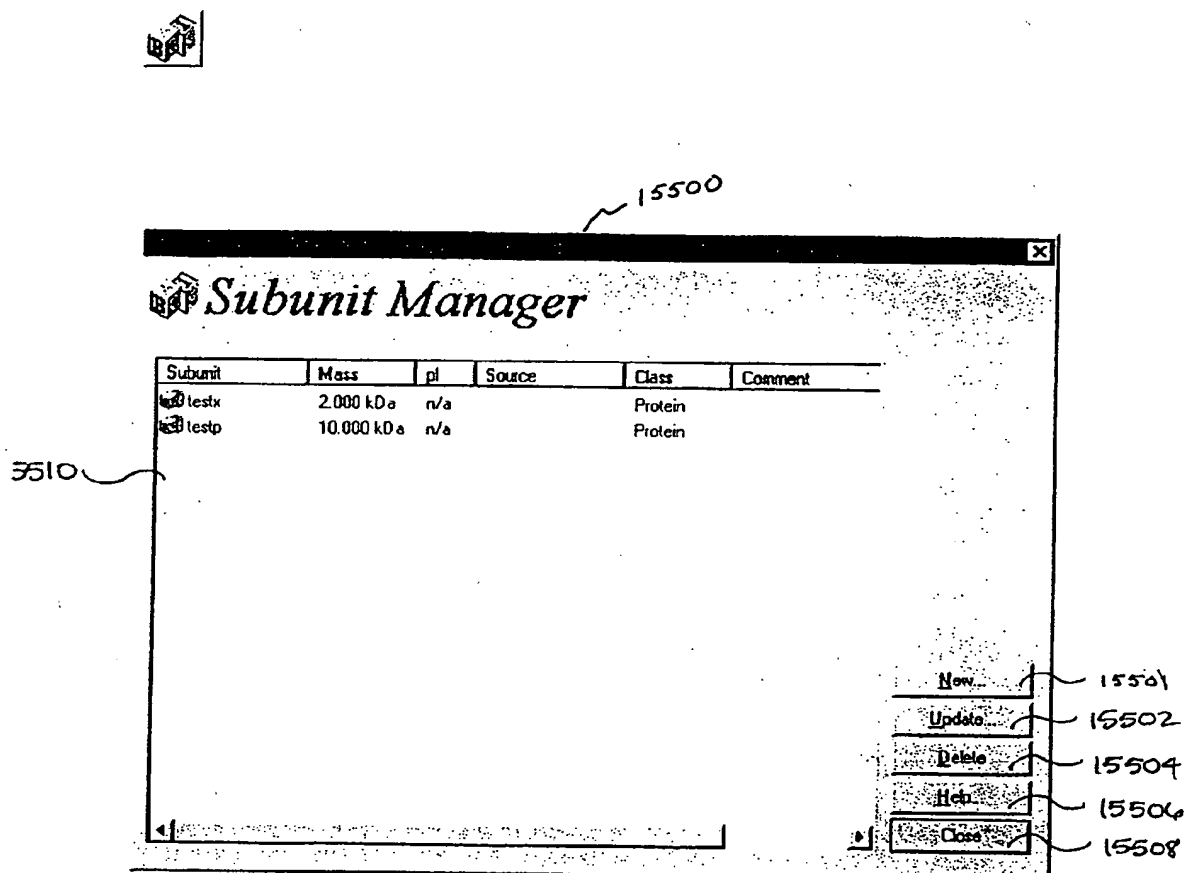 15500
Subunit Manager
Subunit Mass pI Source Class Comment
testx 2.000 kDa n/a Protein
testp 10.000 kDa n/a Protein
3510
New... 15501
Update... 15502
Delete 15504
Help... 15506
Close 15508